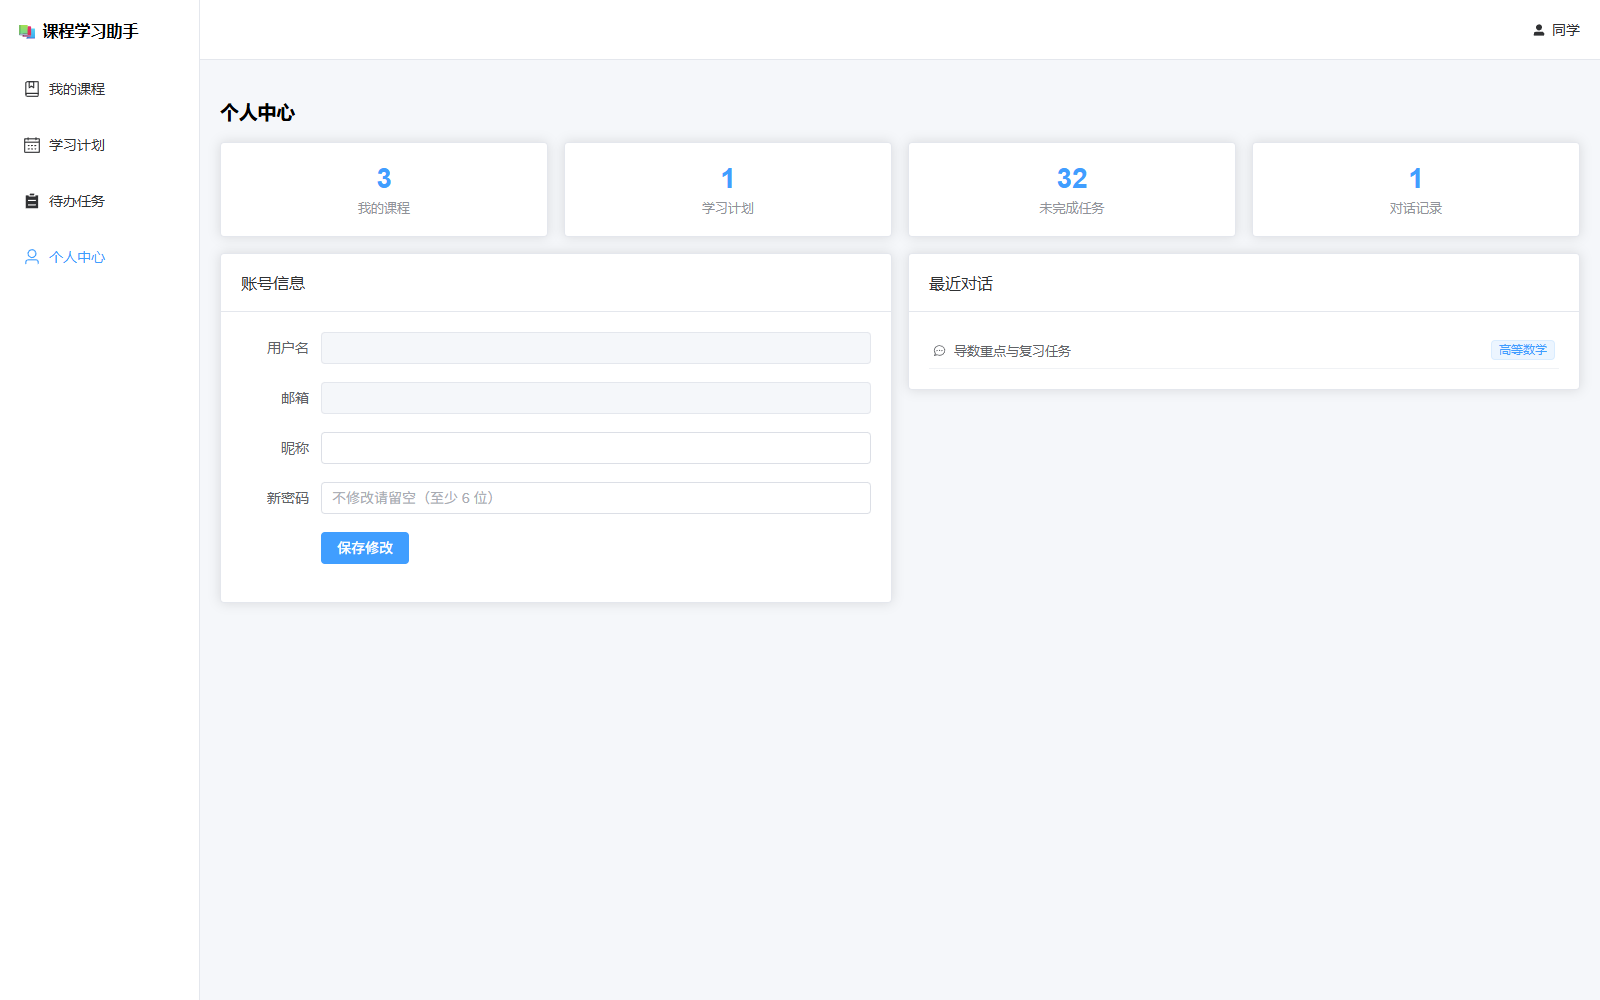 课程学习助手
同学
我的课程
学习计划
待办任务
个人中心
个人中心
3
我的课程
1
学习计划
32
未完成任务
1
对话记录
账号信息
用户名
邮箱
昵称
新密码 不修改请留空（至少 6 位）
保存修改
最近对话
导数重点与复习任务 高等数学